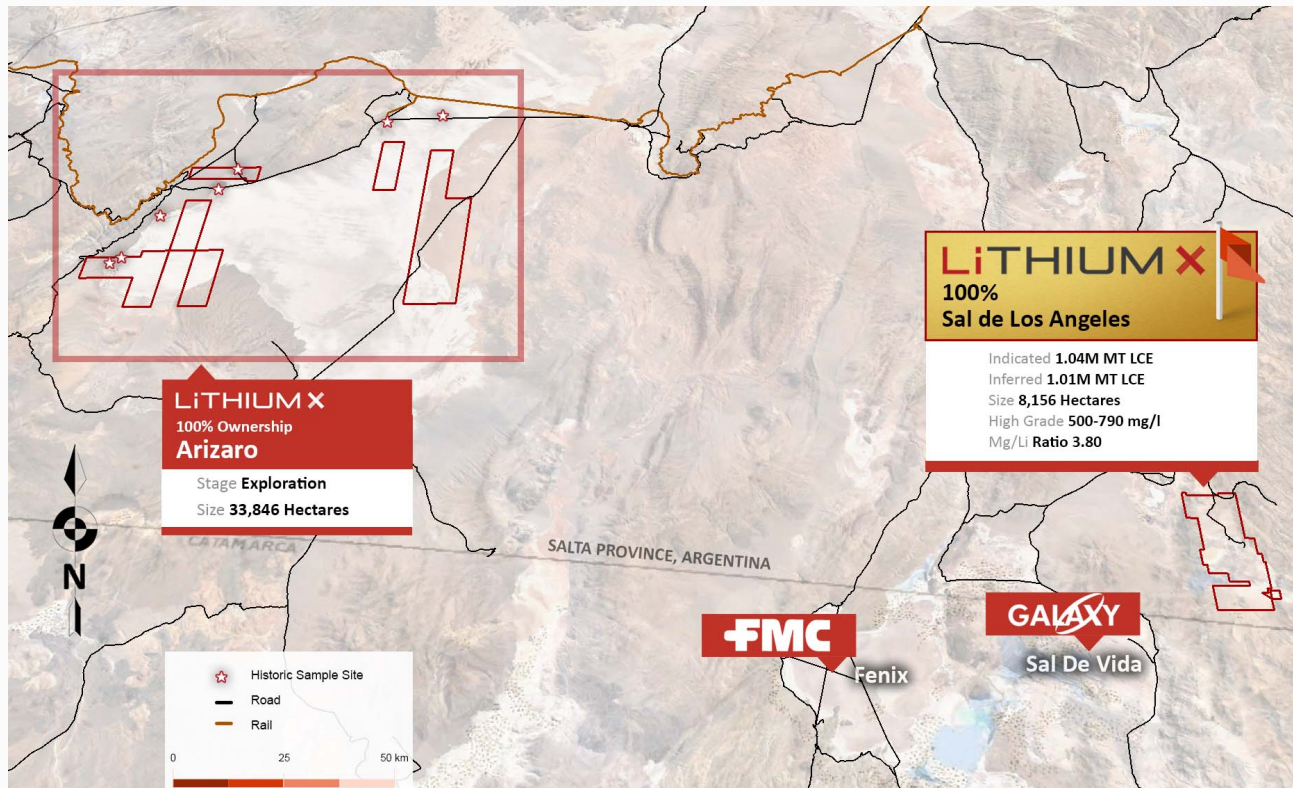 LiTHIUM X
100% Ownership
Arizaro
Stage Exploration
Size 33,846 Hectares
LiTHIUM X
100%
Sal de Los Angeles
Indicated 1.04M MT LCE
Inferred 1.01M MT LCE
Size 8,156 Hectares
High Grade 500-790 mg/l
Mg/Li Ratio 3.80
N
CATAMARCA
SALTA PROVINCE, ARGENTINA
FMC
Fenix
GALAXY
Sal De Vida
Historic Sample Site
Road
Rail
0 25 50 km